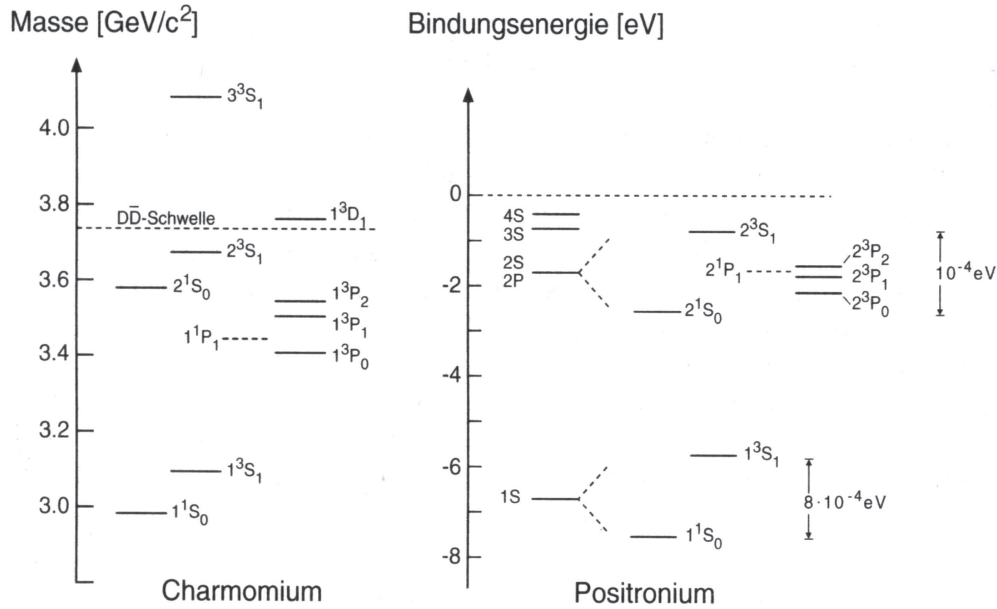 Masse [GeV/c²]
4.0
3.8
3.6
3.4
3.2
3.0
3³S₁
DD̄-Schwelle
1³D₁
2³S₁
2¹S₀
1³P₂
1³P₁
1¹P₁
1³P₀
1³S₁
1¹S₀
Charmomium
Bindungsenergie [eV]
0
-2
-4
-6
-8
4S
3S
2S
2P
2³S₁
2¹P₁
2³P₂
2³P₁
2³P₀
2¹S₀
10⁻⁴eV
1S
1³S₁
1¹S₀
8·10⁻⁴eV
Positronium